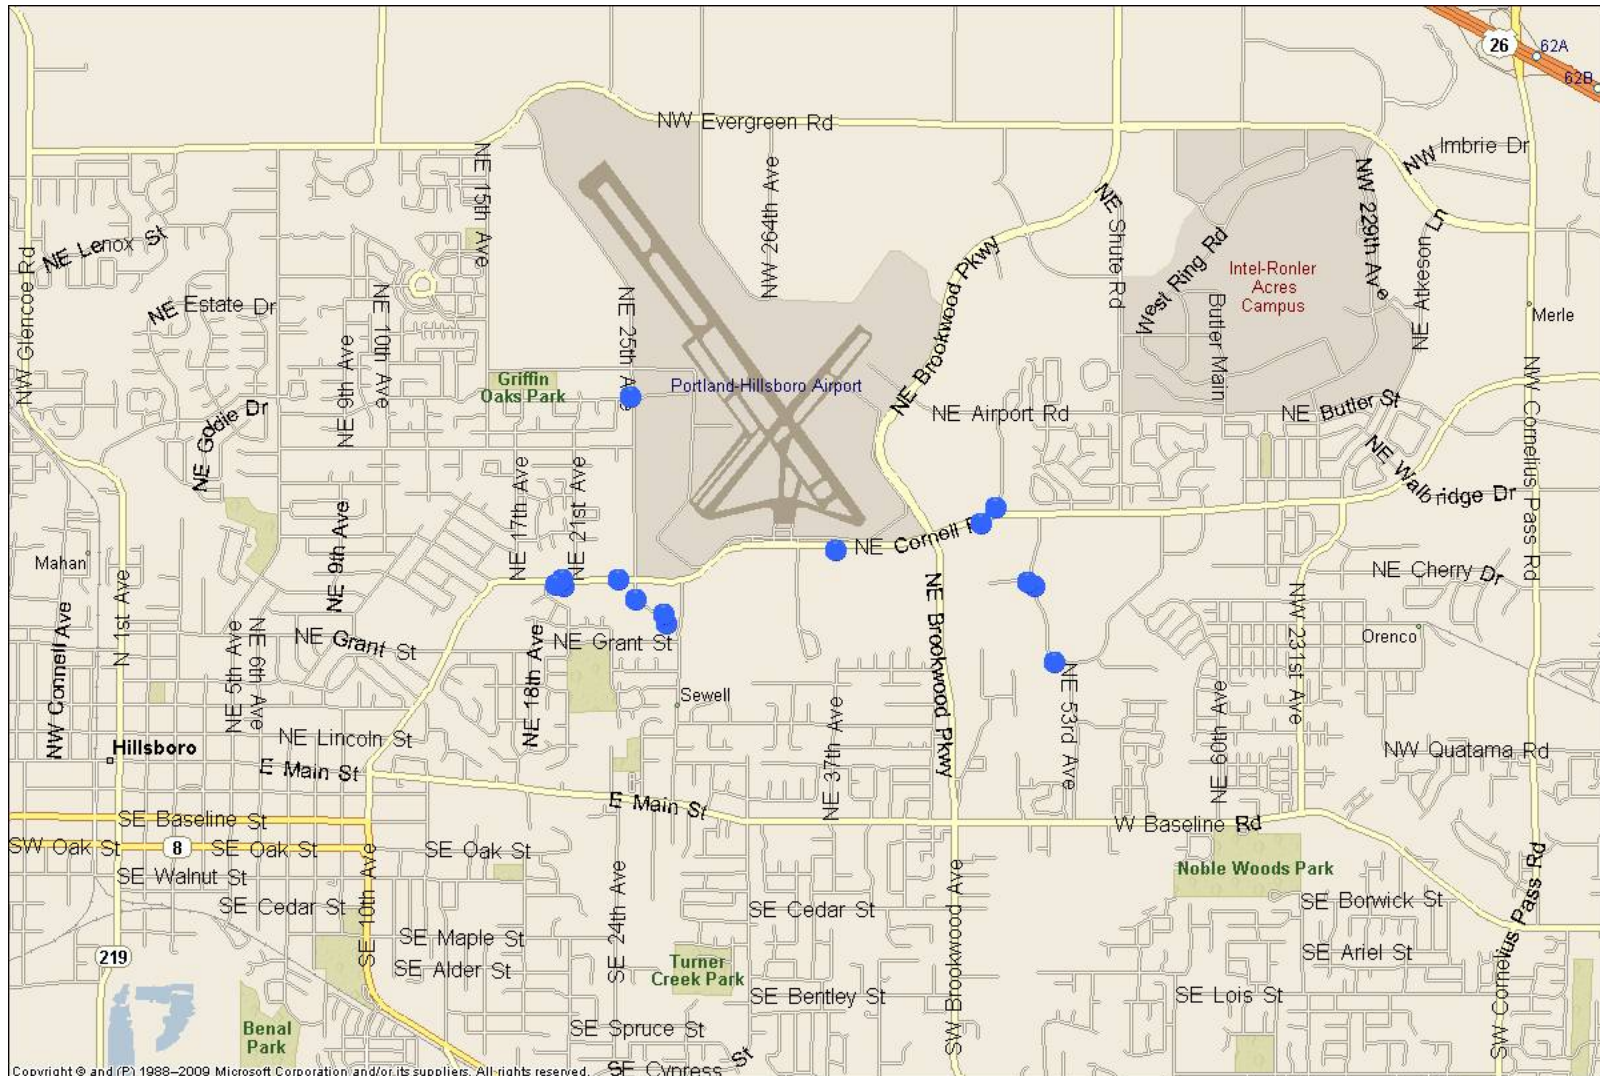 26
62A
62B
NW Evergreen Rd
NW Imbrie Dr
NE 15th Ave
NW 264th Ave
NE Shute Rd
NW 229th Ave
NE Lenox St
NW Glencoe Rd
NE Brookwood Pkwy
West Ring Rd
Intel-Ronler
Acres
Campus
NE Atkeson Ln
NE Estate Dr
NE 10th Ave
NE 25th Ave
Butler Main
Merle
NE 9th Ave
Griffin
Oaks Park
Portland-Hillsboro Airport
NE Airport Rd
NE Butler St
NW Cornelius Pass Rd
NE Goldie Dr
NE Walbridge Dr
NE 17th Ave
NE 21st Ave
NE 9th Ave
Mahan
NE Cornell R
NE Cherry Dr
N 1st Ave
NW Connell Ave
NE 5th Ave
NE 6th Ave
NE Grant St
NE 18th Ave
NE Grant St
NE Brookwood Pkwy
NW 231st Ave
Orenco
Sewell
NE 37th Ave
NE 53rd Ave
NE 60th Ave
Hillsboro
NE Lincoln St
E Main St
NW Quatama Rd
E Main St
SE Baseline St
W Baseline Rd
SW Oak St
8
SE Oak St
SE Oak St
SE Walnut St
SE 10th Ave
SE 24th Ave
Noble Woods Park
SE Cedar St
SE Cedar St
SW Brookwood Ave
SE Borwick St
SW Cornelius Pass Rd
SE Maple St
219
SE Alder St
Turner
Creek Park
SE Ariel St
SE Bentley St
SE Lois St
Benal
Park
SE Spruce St
SE Cypress St
Copyright © and (P) 1988–2009 Microsoft Corporation and/or its suppliers. All rights reserved.